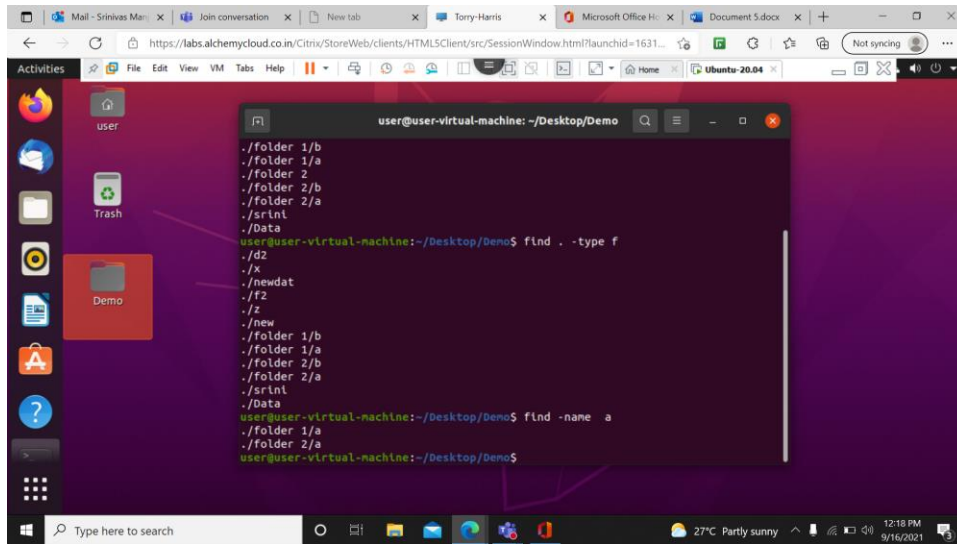 Mail - Srinivas Man
Join conversation
New tab
Torry-Harris
Microsoft Office Ho
Document 5.docx
https://labs.alchemycloud.co.in/Citrix/StoreWeb/clients/HTML5Client/src/SessionWindow.html?launchid=1631...
Not syncing
Activities
File Edit View VM Tabs Help
Home
Ubuntu-20.04
user
Trash
Demo
user@user-virtual-machine: ~/Desktop/Demo
./folder 1/b
./folder 1/a
./folder 2
./folder 2/b
./folder 2/a
./srini
./Data
user@user-virtual-machine:~/Desktop/Demo$ find . -type f
./d2
./x
./newdat
./f2
./z
./new
./folder 1/b
./folder 1/a
./folder 2/b
./folder 2/a
./srini
./Data
user@user-virtual-machine:~/Desktop/Demo$ find -name  a
./folder 1/a
./folder 2/a
user@user-virtual-machine:~/Desktop/Demo$
Type here to search
27°C Partly sunny
12:18 PM
9/16/2021
3